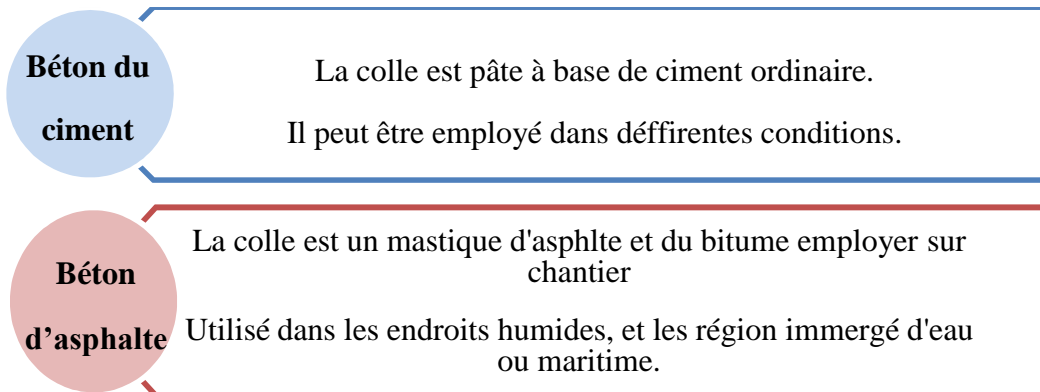 Béton du
ciment
La colle est pâte à base de ciment ordinaire.
Il peut être employé dans déffirentes conditions.
Béton
d’asphalte
La colle est un mastique d'asphlte et du bitume employer sur
chantier
Utilisé dans les endroits humides, et les région immergé d'eau
ou maritime.